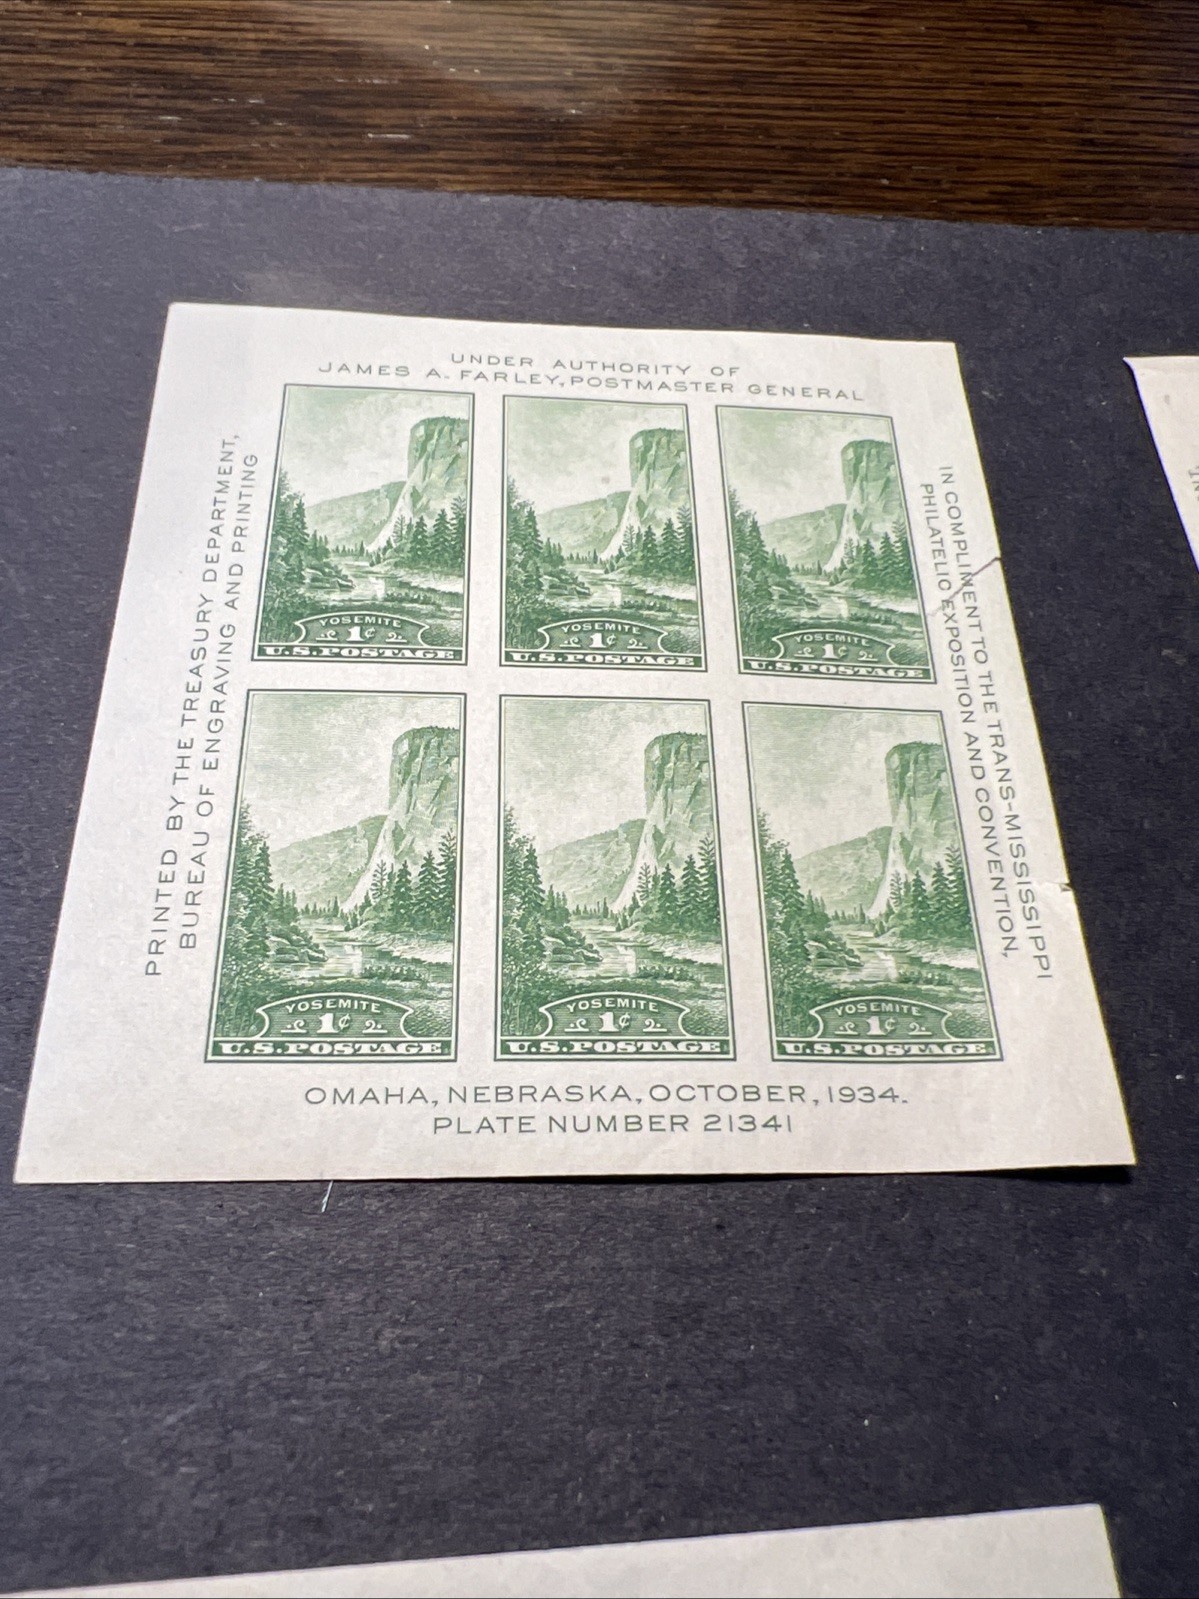 UNDER AUTHORITY OF
JAMES A. FARLEY, POSTMASTER GENERAL
PRINTED BY THE TREASURY DEPARTMENT,
BUREAU OF ENGRAVING AND PRINTING
IN COMPLIMENT TO THE TRANS-MISSISSIPPI
PHILATELIC EXPOSITION AND CONVENTION,
YOSEMITE
1¢
U.S. POSTAGE
YOSEMITE
1¢
U.S. POSTAGE
YOSEMITE
1¢
U.S. POSTAGE
YOSEMITE
1¢
U.S. POSTAGE
YOSEMITE
1¢
U.S. POSTAGE
YOSEMITE
1¢
U.S. POSTAGE
OMAHA, NEBRASKA, OCTOBER, 1934.
PLATE NUMBER 21341
IN